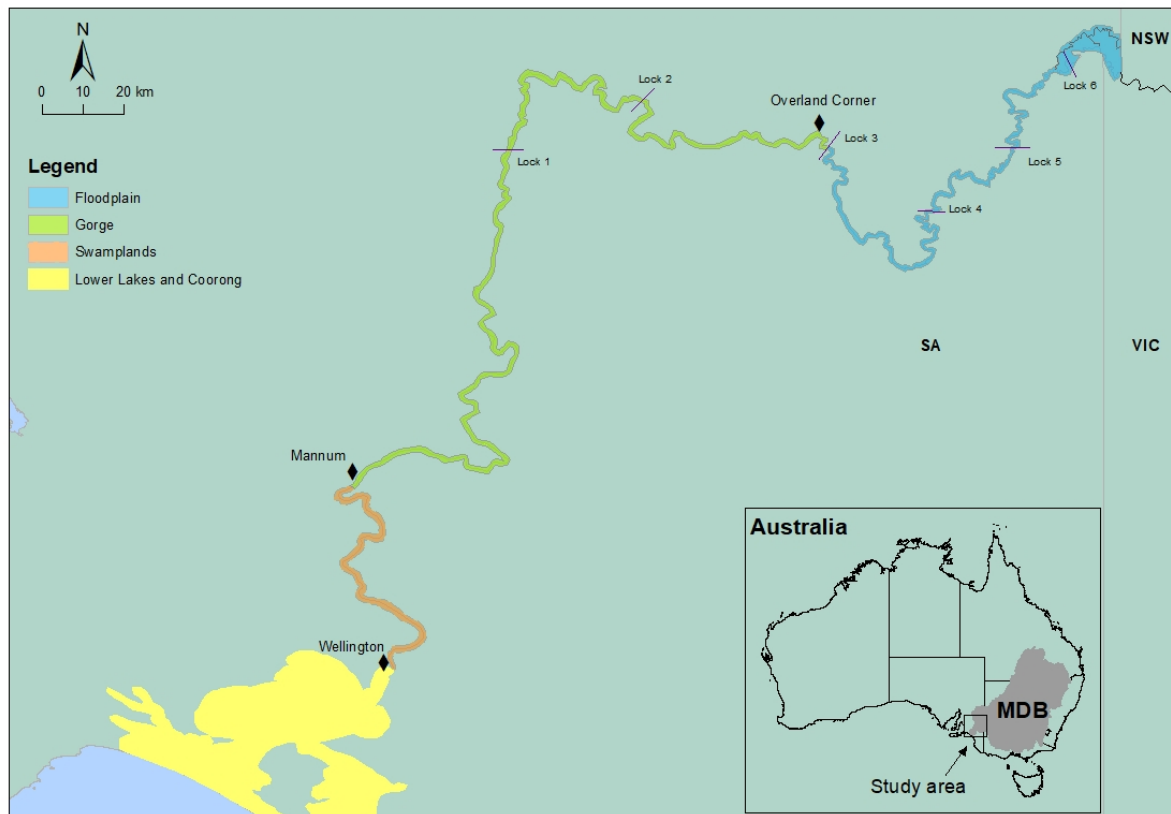 NSW
N
0 10 20 km
Lock 2
Lock 6
Overland Corner
Lock 3
Lock 1
Lock 5
Legend
Floodplain
Gorge
Swamplands
Lower Lakes and Coorong
Lock 4
SA
VIC
Mannum
Wellington
Australia
MDB
Study area